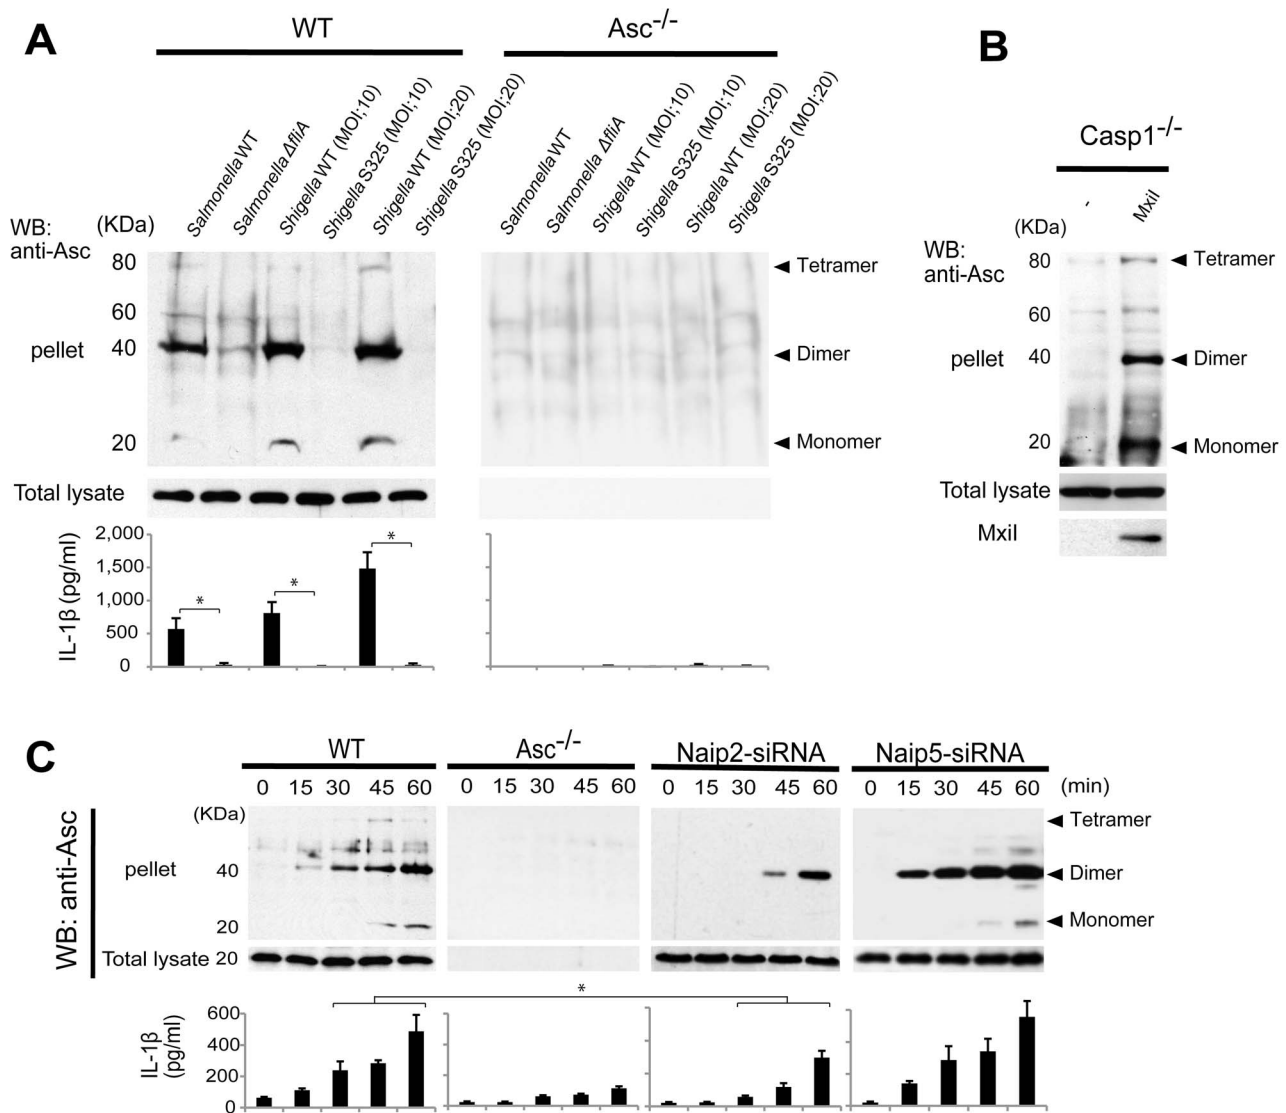 A
WT
Asc-/-
Salmonella WT
Salmonella ΔfliA
Shigella WT (MOI;10)
Shigella S325 (MOI;10)
Shigella WT (MOI;20)
Shigella S325 (MOI;20)
Salmonella WT
Salmonella ΔfliA
Shigella WT (MOI;10)
Shigella S325 (MOI;10)
Shigella WT (MOI;20)
Shigella S325 (MOI;20)
WB:
anti-Asc
(KDa)
80
60
pellet 40
20
Tetramer
Dimer
Monomer
Total lysate
IL-1β (pg/ml)
2,000
1,500
1,000
500
0
*
*
*
B
Casp1-/-
- MxiI
(KDa)
WB:
anti-Asc
80
60
pellet 40
20
Tetramer
Dimer
Monomer
Total lysate
MxiI
C
WT Asc-/- Naip2-siRNA Naip5-siRNA
0 15 30 45 60 0 15 30 45 60 0 15 30 45 60 0 15 30 45 60 (min)
WB: anti-Asc
(KDa)
pellet 40
20
Tetramer
Dimer
Monomer
Total lysate 20
*
IL-1β
(pg/ml)
600
400
200
0